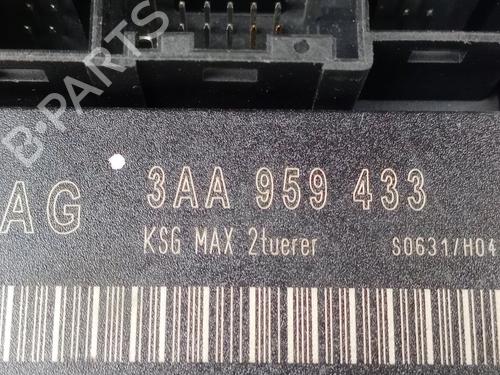 B-PARTS
AG 3AA 959 433
KSG MAX 2tuerer S0631/H04